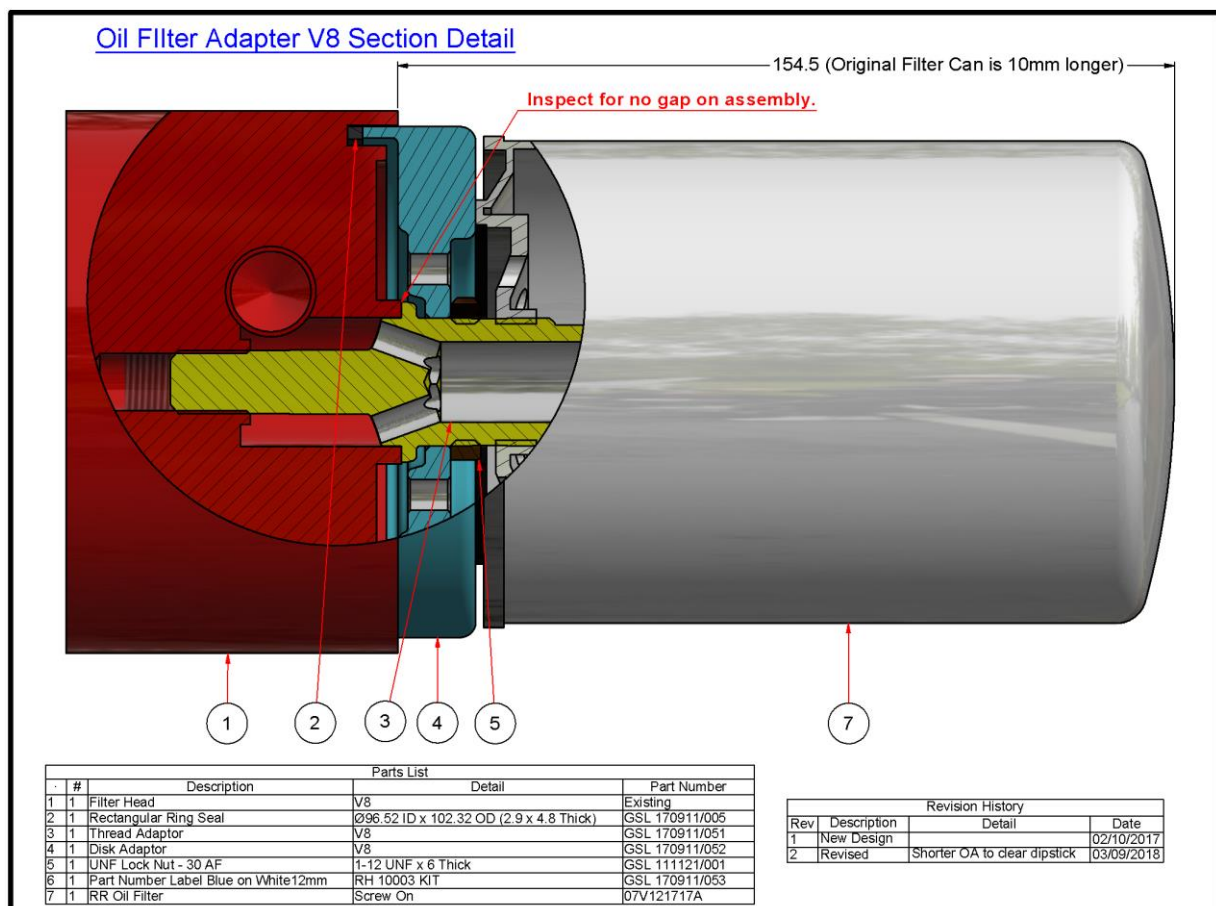 Oil FIlter Adapter V8 Section Detail
154.5 (Original Filter Can is 10mm longer)
Inspect for no gap on assembly.
1 2 3 4 5 7
Parts List
· # Description Detail Part Number
1 1 Filter Head V8 Existing
2 1 Rectangular Ring Seal Ø96.52 ID x 102.32 OD (2.9 x 4.8 Thick) GSL 170911/005
3 1 Thread Adaptor V8 GSL 170911/051
4 1 Disk Adaptor V8 GSL 170911/052
5 1 UNF Lock Nut - 30 AF 1-12 UNF x 6 Thick GSL 111121/001
6 1 Part Number Label Blue on White12mm RH 10003 KIT GSL 170911/053
7 1 RR Oil Filter Screw On 07V121717A
Revision History
Rev Description Detail Date
1 New Design 02/10/2017
2 Revised Shorter OA to clear dipstick 03/09/2018